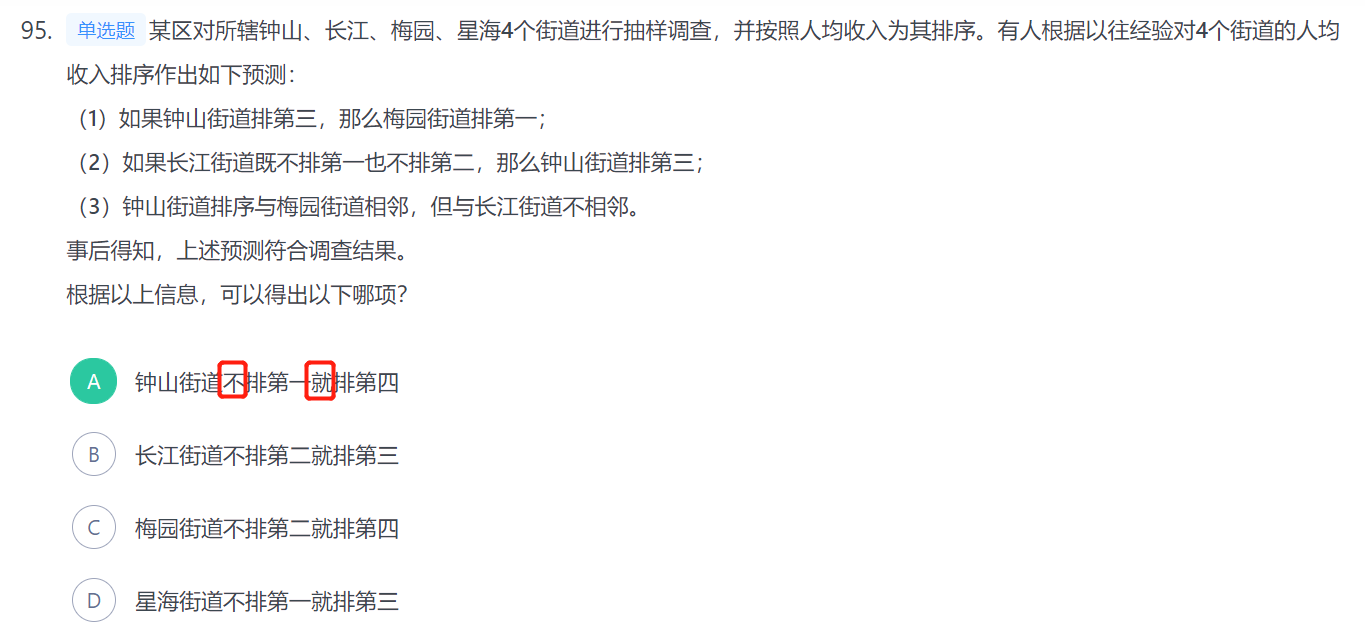 95. 单选题 某区对所辖钟山、长江、梅园、星海4个街道进行抽样调查，并按照人均收入为其排序。有人根据以往经验对4个街道的人均
收入排序作出如下预测：
（1）如果钟山街道排第三，那么梅园街道排第一；
（2）如果长江街道既不排第一也不排第二，那么钟山街道排第三；
（3）钟山街道排序与梅园街道相邻，但与长江街道不相邻。
事后得知，上述预测符合调查结果。
根据以上信息，可以得出以下哪项？
A 钟山街道不排第一就排第四
B 长江街道不排第二就排第三
C 梅园街道不排第二就排第四
D 星海街道不排第一就排第三